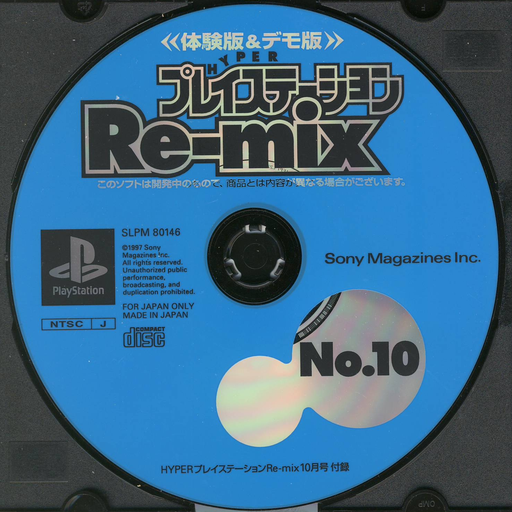 ≪体験版&デモ版≫
HYPER
プレイステーション
Re-mix
このソフトは開発中のもので、商品とは内容が異なる場合がございます。
SLPM 80146
©1997 Sony
Magazines Inc.
All rights reserved.
Unauthorized public
performance,
broadcasting, and
duplication prohibited.
FOR JAPAN ONLY
MADE IN JAPAN
PlayStation
NTSC J
COMPACT
disc
Sony Magazines Inc.
No.10
HYPERプレイステーションRe-mix10月号 付録